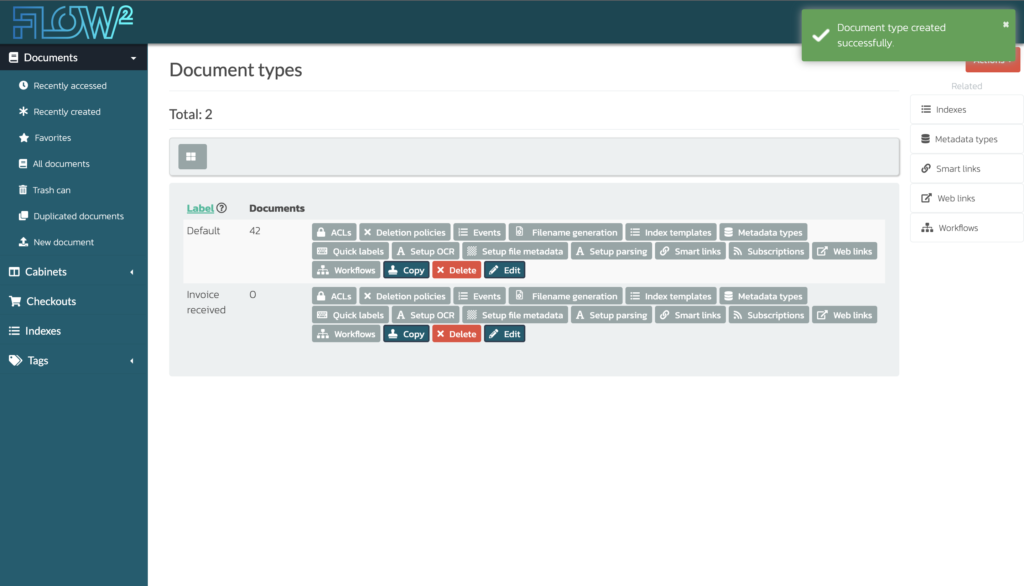 FLOW2
Document type created
successfully.
Documents
Recently accessed
Recently created
Favorites
All documents
Trash can
Duplicated documents
New document
Cabinets
Checkouts
Indexes
Tags
Document types
Total: 2
Label Documents
Default 42 ACLs Deletion policies Events Filename generation Index templates Metadata types
Quick labels Setup OCR Setup file metadata Setup parsing Smart links Subscriptions Web links
Workflows Copy Delete Edit
Invoice
received 0 ACLs Deletion policies Events Filename generation Index templates Metadata types
Quick labels Setup OCR Setup file metadata Setup parsing Smart links Subscriptions Web links
Workflows Copy Delete Edit
Related
Indexes
Metadata types
Smart links
Web links
Workflows